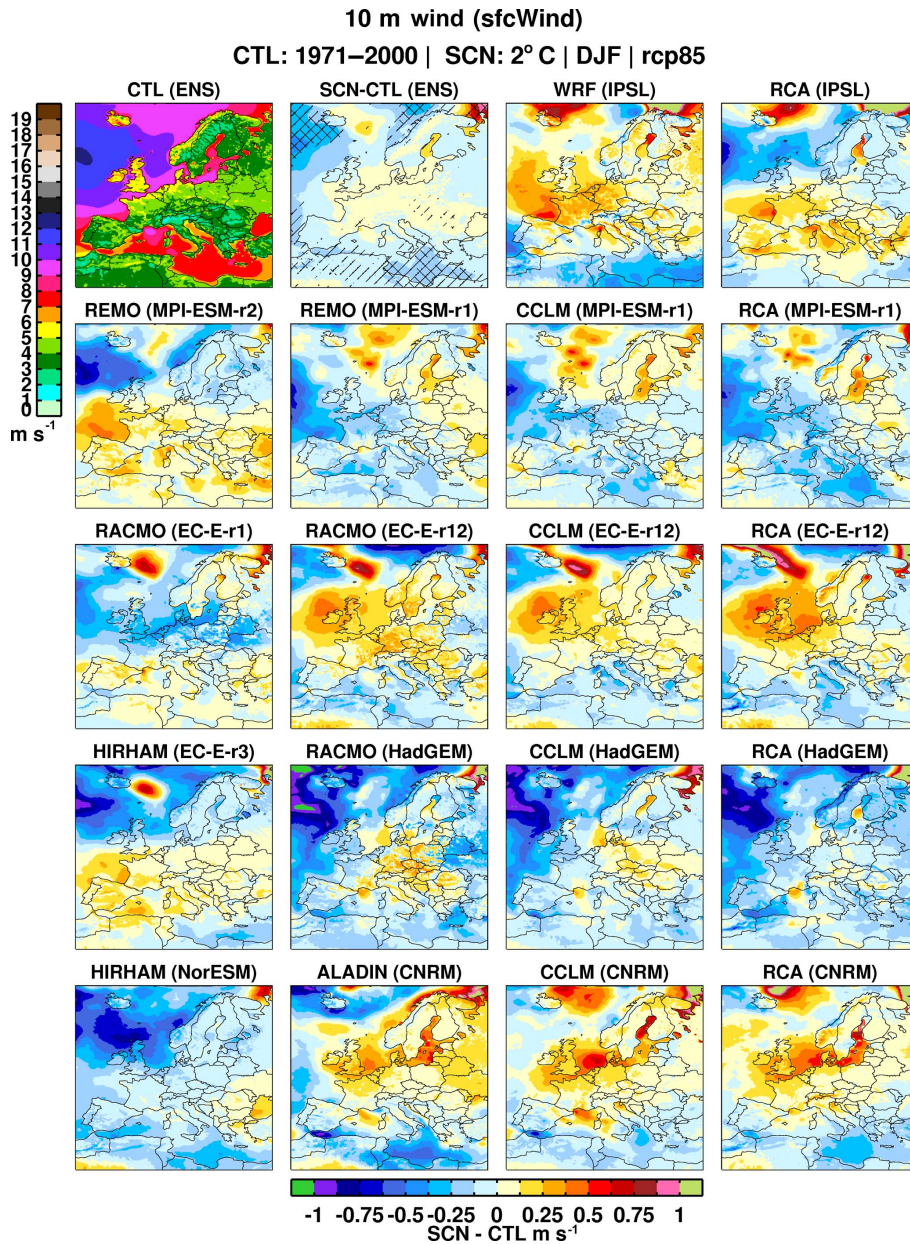 10 m wind (sfcWind)
CTL: 1971–2000 | SCN: 2° C | DJF | rcp85
CTL (ENS) SCN-CTL (ENS) WRF (IPSL) RCA (IPSL)
19
18
17
16
15
14
13
12
11
10
9
8
7
6
5
4
3
2
1
0
m s⁻¹
REMO (MPI-ESM-r2) REMO (MPI-ESM-r1) CCLM (MPI-ESM-r1) RCA (MPI-ESM-r1)
RACMO (EC-E-r1) RACMO (EC-E-r12) CCLM (EC-E-r12) RCA (EC-E-r12)
HIRHAM (EC-E-r3) RACMO (HadGEM) CCLM (HadGEM) RCA (HadGEM)
HIRHAM (NorESM) ALADIN (CNRM) CCLM (CNRM) RCA (CNRM)
-1 -0.75 -0.5 -0.25 0 0.25 0.5 0.75 1
SCN - CTL m s⁻¹